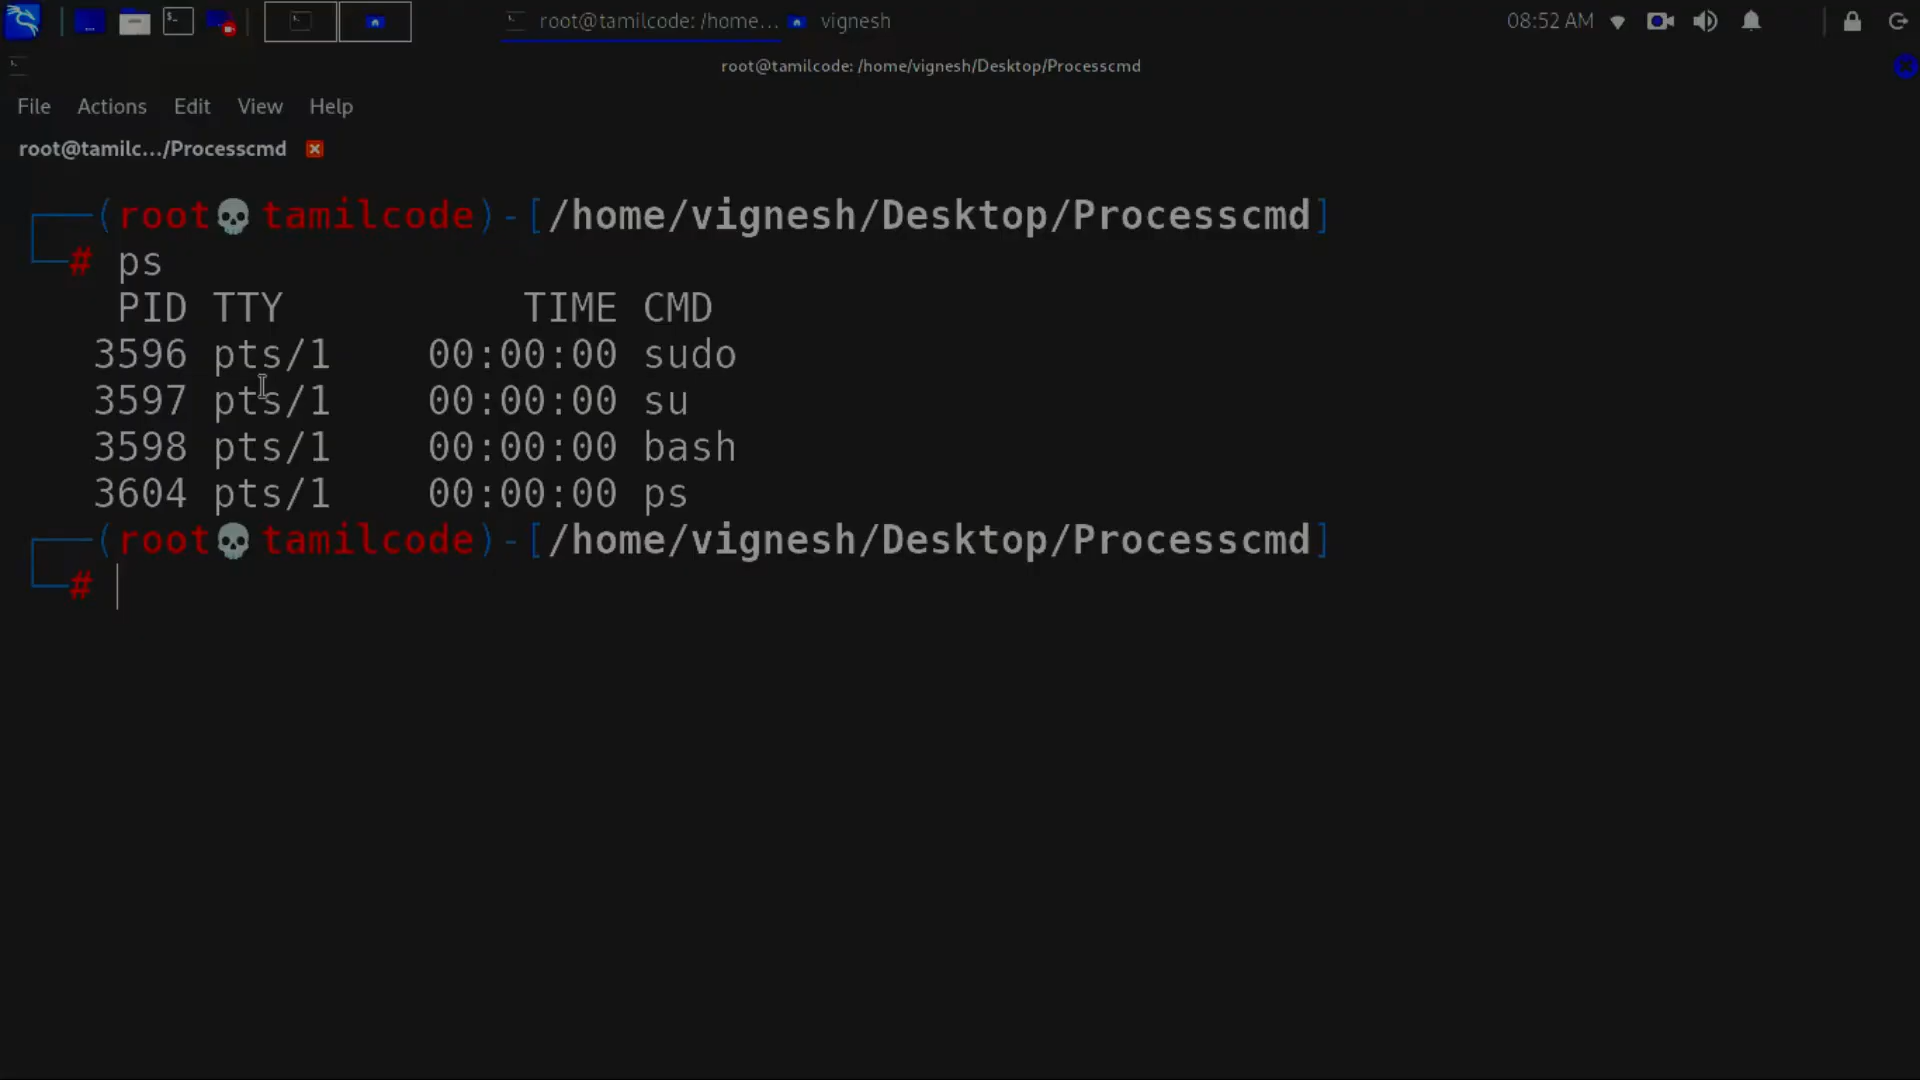 root@tamilcode: /home... vignesh 08:52 AM
root@tamilcode: /home/vignesh/Desktop/Processcmd
File Actions Edit View Help
root@tamilc.../Processcmd
(root💀tamilcode)-[/home/vignesh/Desktop/Processcmd]
# ps
PID TTY TIME CMD
3596 pts/1 00:00:00 sudo
3597 pts/1 00:00:00 su
3598 pts/1 00:00:00 bash
3604 pts/1 00:00:00 ps
(root💀tamilcode)-[/home/vignesh/Desktop/Processcmd]
#